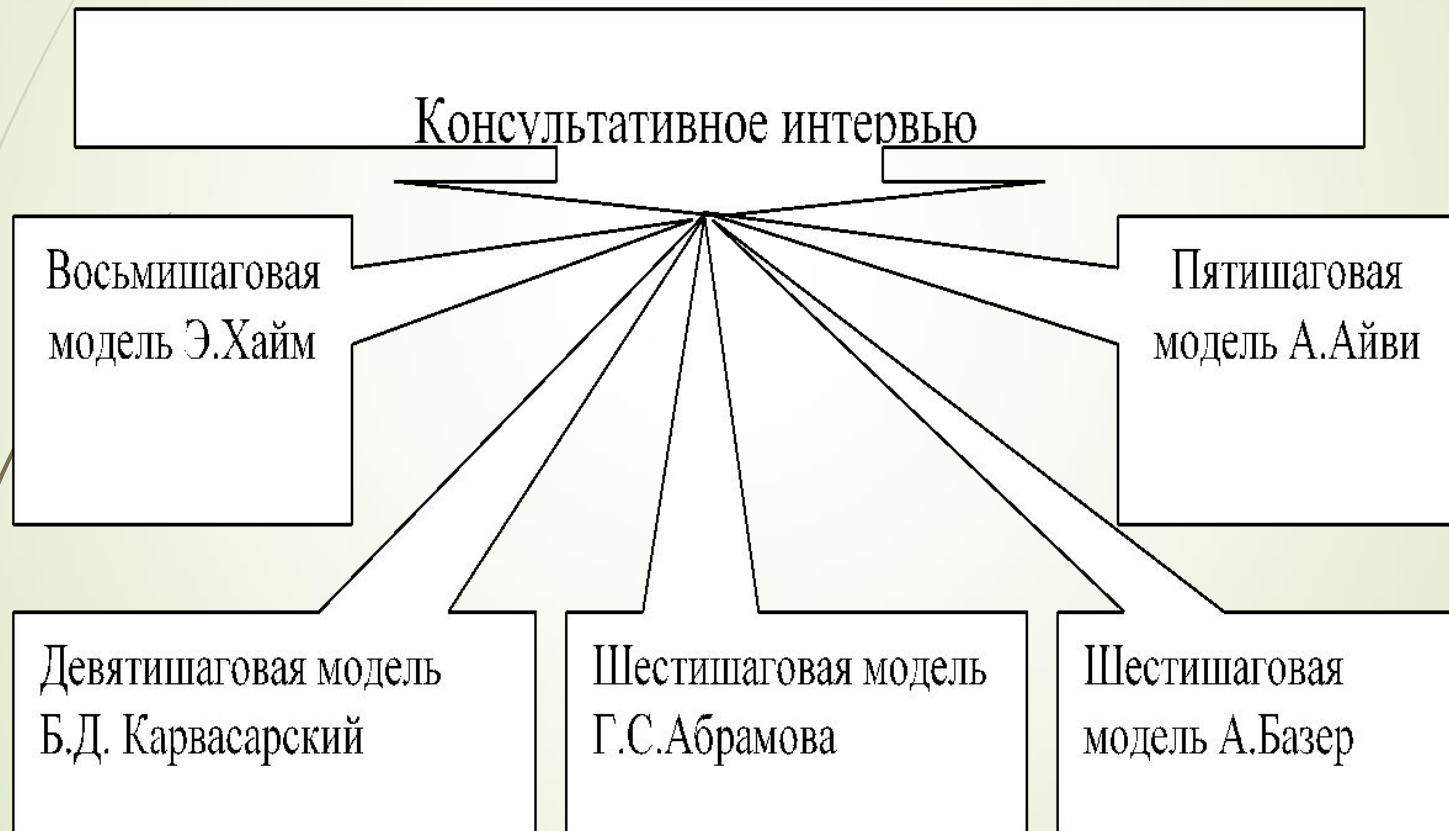 Консультативное интервью
Восьмишаговая
модель Э.Хайм
Пятишаговая
модель А.Айви
Девятишаговая модель
Б.Д. Карвасарский
Шестишаговая модель
Г.С.Абрамова
Шестишаговая
модель А.Базер